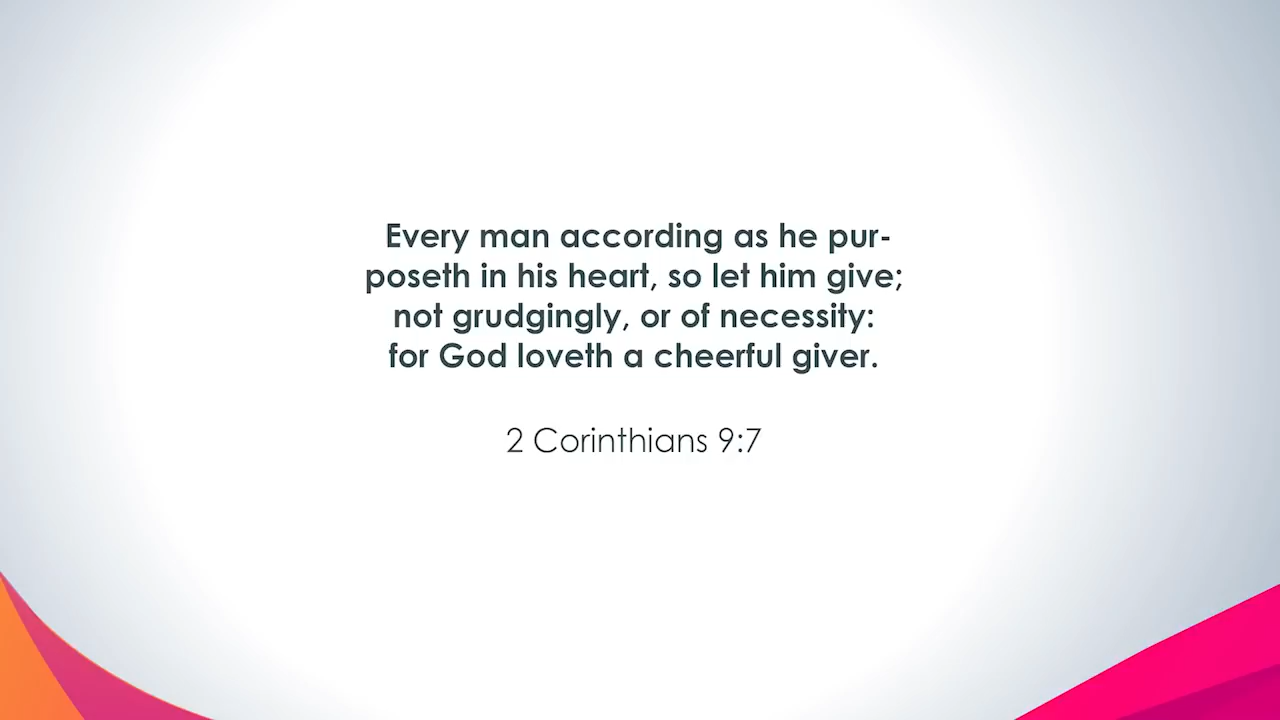 Every man according as he pur-
poseth in his heart, so let him give;
not grudgingly, or of necessity:
for God loveth a cheerful giver.
2 Corinthians 9:7